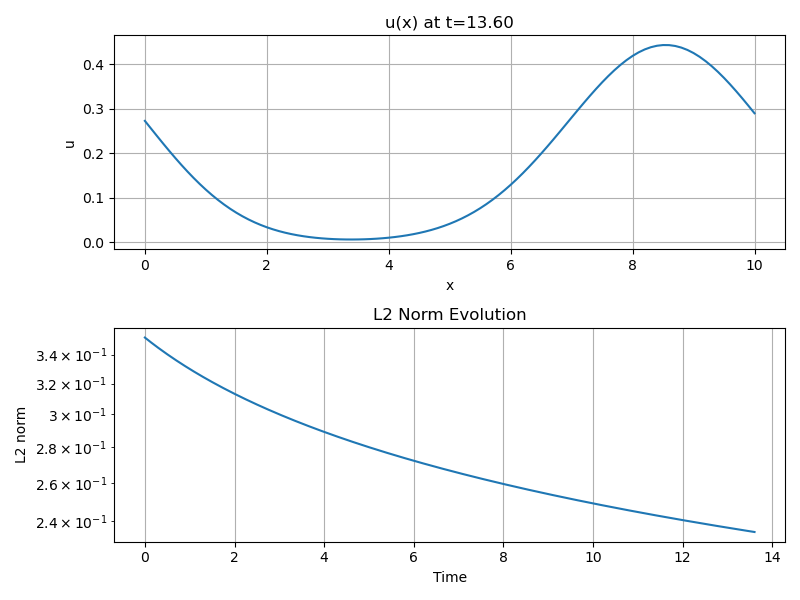 u(x) at t=13.60
u
0.4
0.3
0.2
0.1
0.0
0 2 4 6 8 10
x
L2 Norm Evolution
L2 norm
3.4 × 10⁻¹
3.2 × 10⁻¹
3 × 10⁻¹
2.8 × 10⁻¹
2.6 × 10⁻¹
2.4 × 10⁻¹
0 2 4 6 8 10 12 14
Time